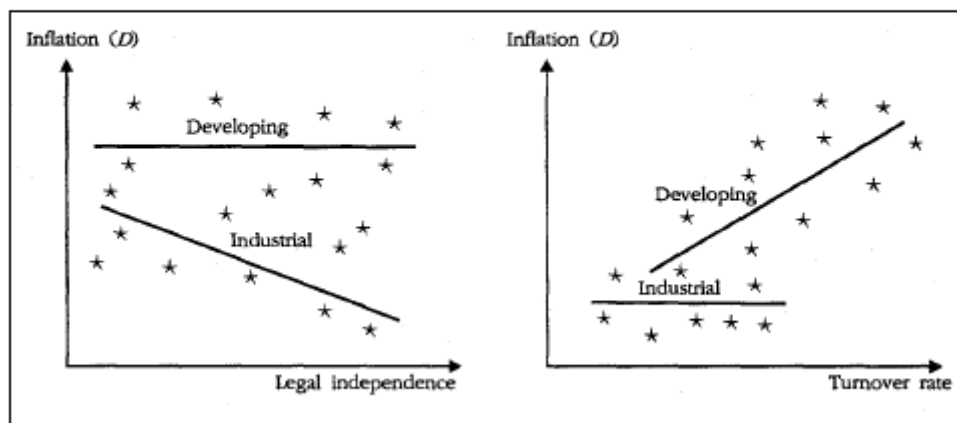 Inflation (D)
Developing
Industrial
Legal independence
Inflation (D)
Developing
Industrial
Turnover rate